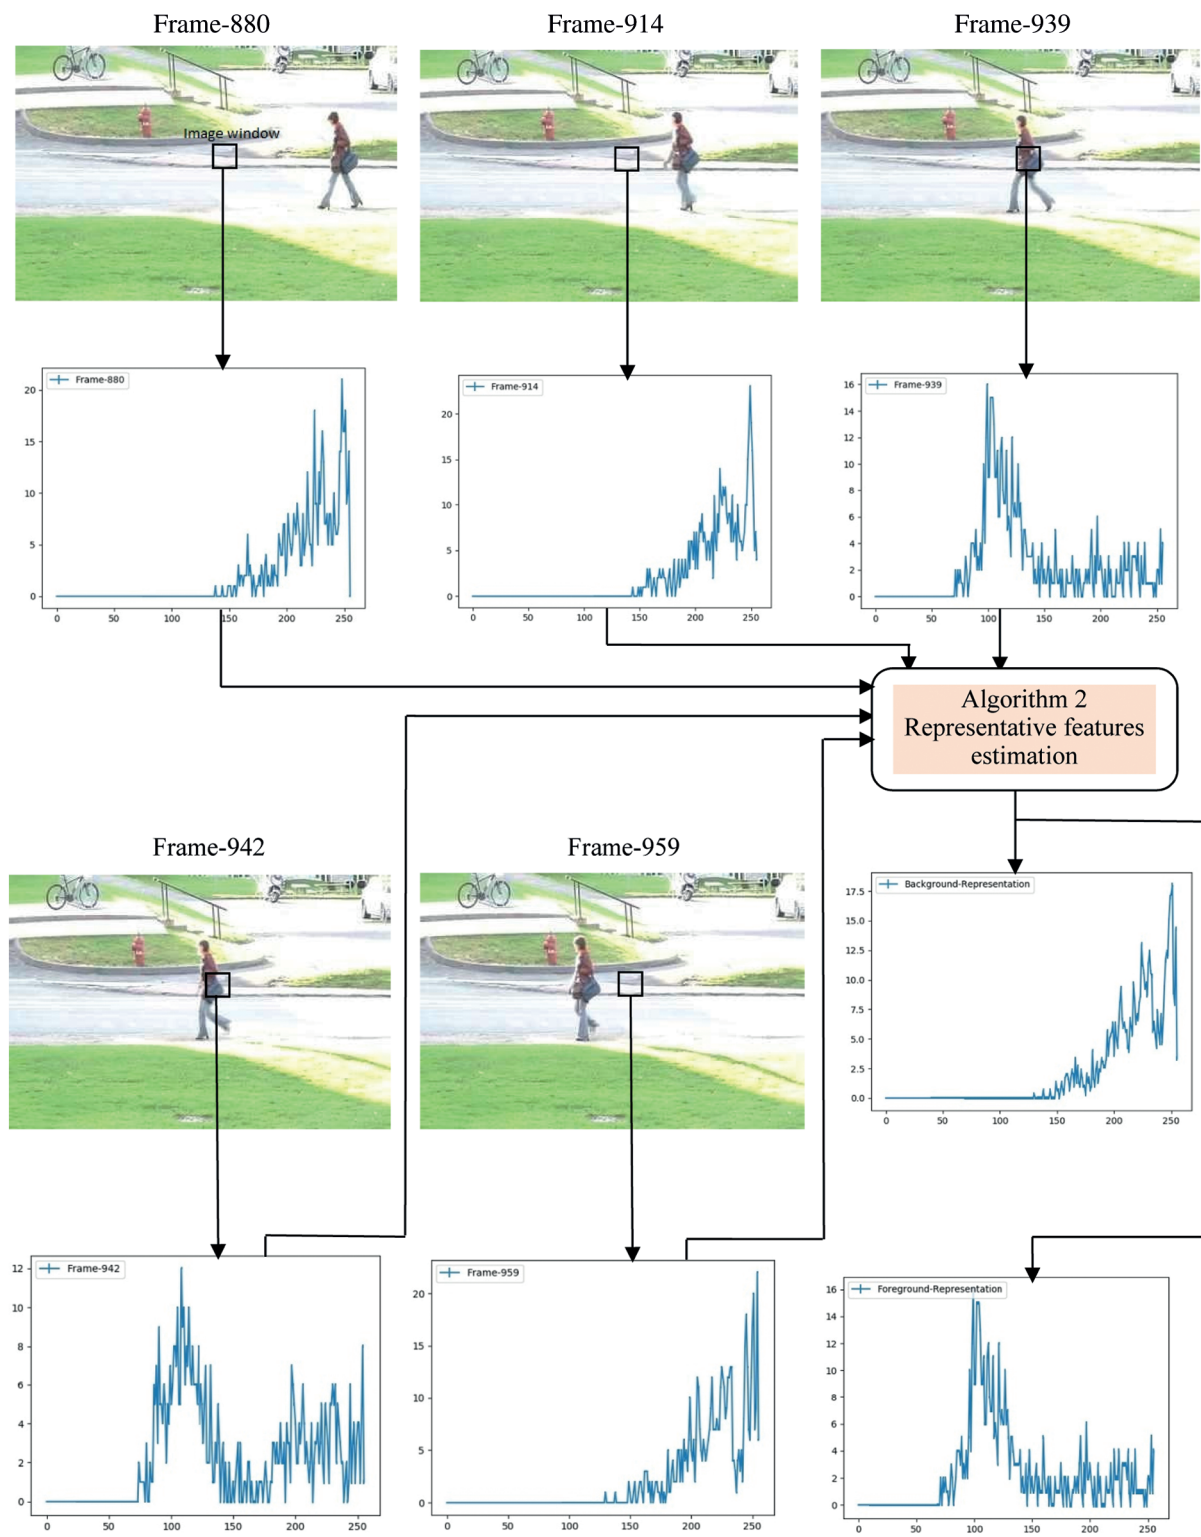 Frame-880
Frame-914
Frame-939
Image window
Frame-880
20
15
10
5
0
0 50 100 150 200 250
Frame-914
20
15
10
5
0
0 50 100 150 200 250
Frame-939
16
14
12
10
8
6
4
2
0
0 50 100 150 200 250
Algorithm 2
Representative features
estimation
Frame-942
Frame-959
Background-Representation
17.5
15.0
12.5
10.0
7.5
5.0
2.5
0.0
0 50 100 150 200 250
Frame-942
12
10
8
6
4
2
0
0 50 100 150 200 250
Frame-959
20
15
10
5
0
0 50 100 150 200 250
Foreground-Representation
16
14
12
10
8
6
4
2
0
0 50 100 150 200 250